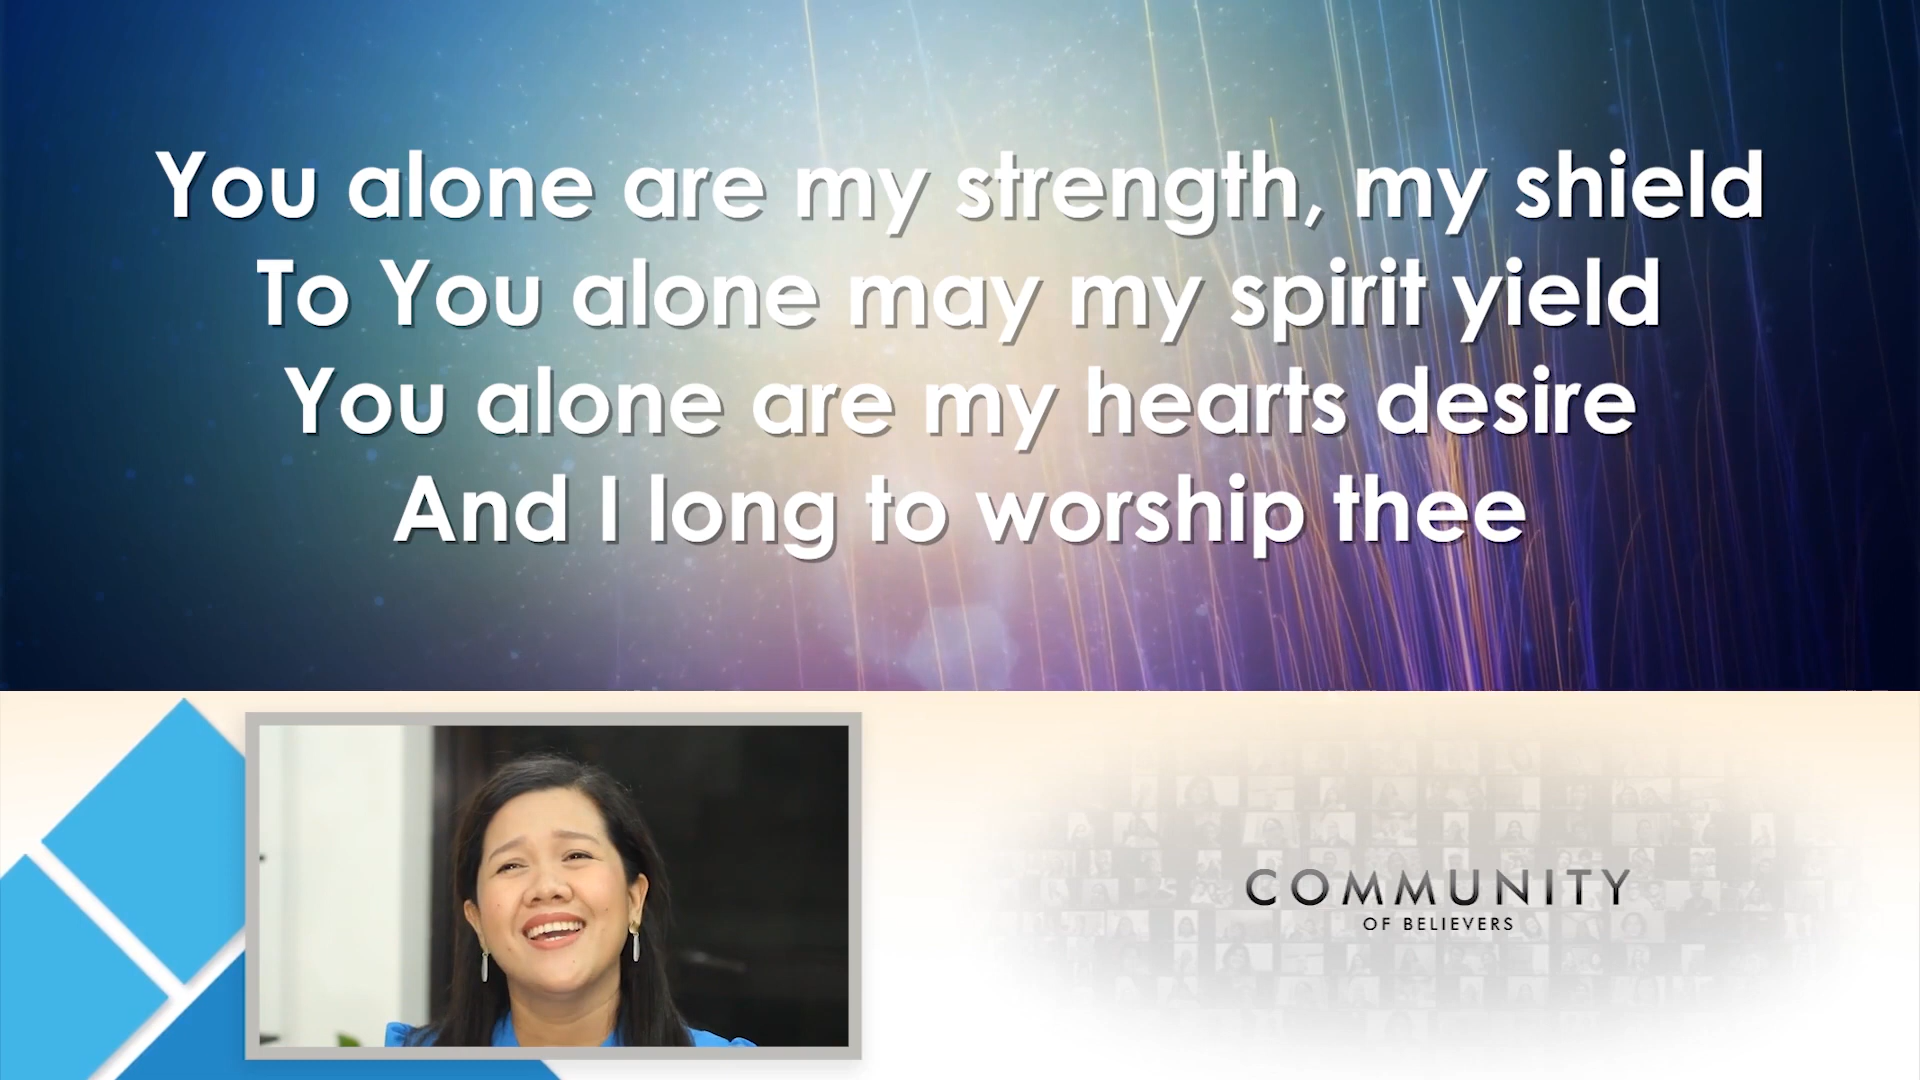 You alone are my strength, my shield
To You alone may my spirit yield
You alone are my hearts desire
And I long to worship thee
COMMUNITY
OF BELIEVERS